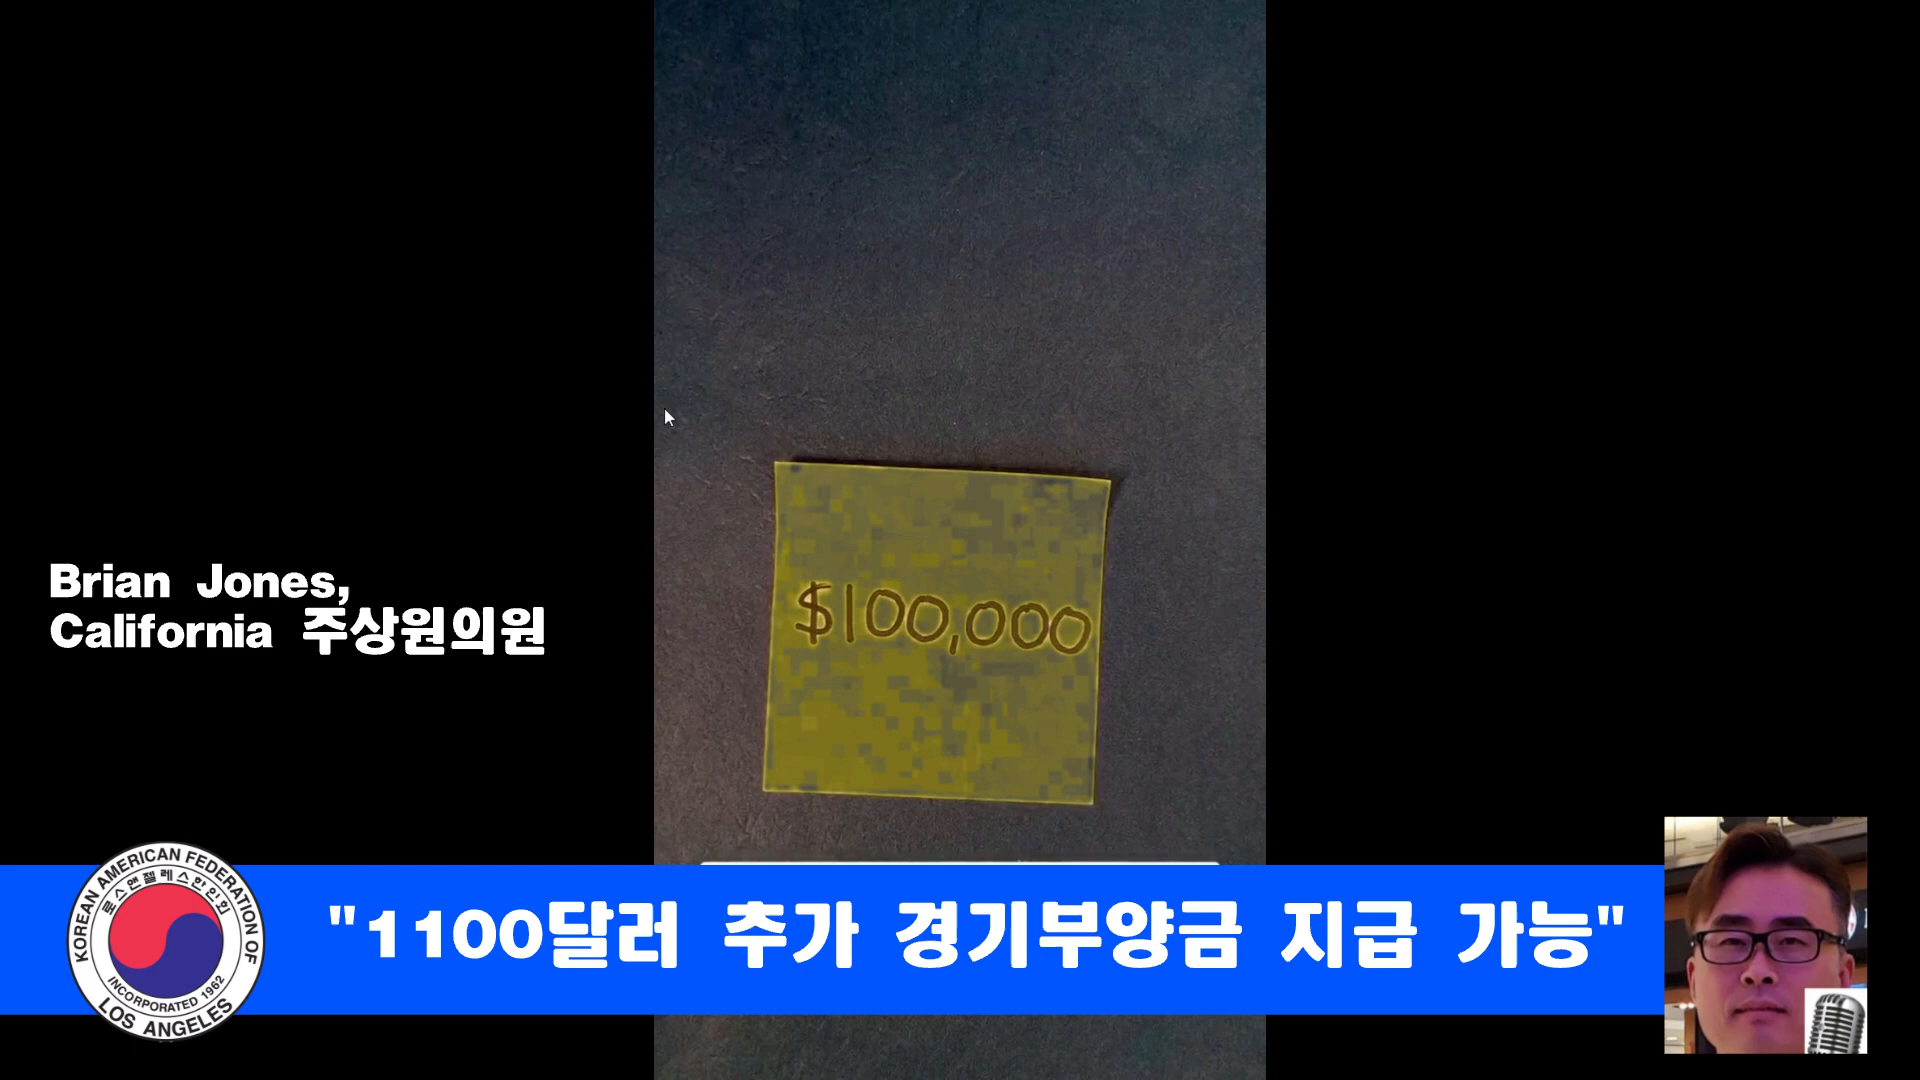 $100,000
Brian Jones,
California 주상원의원
KOREAN AMERICAN FEDERATION OF
LOS ANGELES
로스앤젤레스한인회
INCORPORATED 1962
"1100달러 추가 경기부양금 지급 가능"